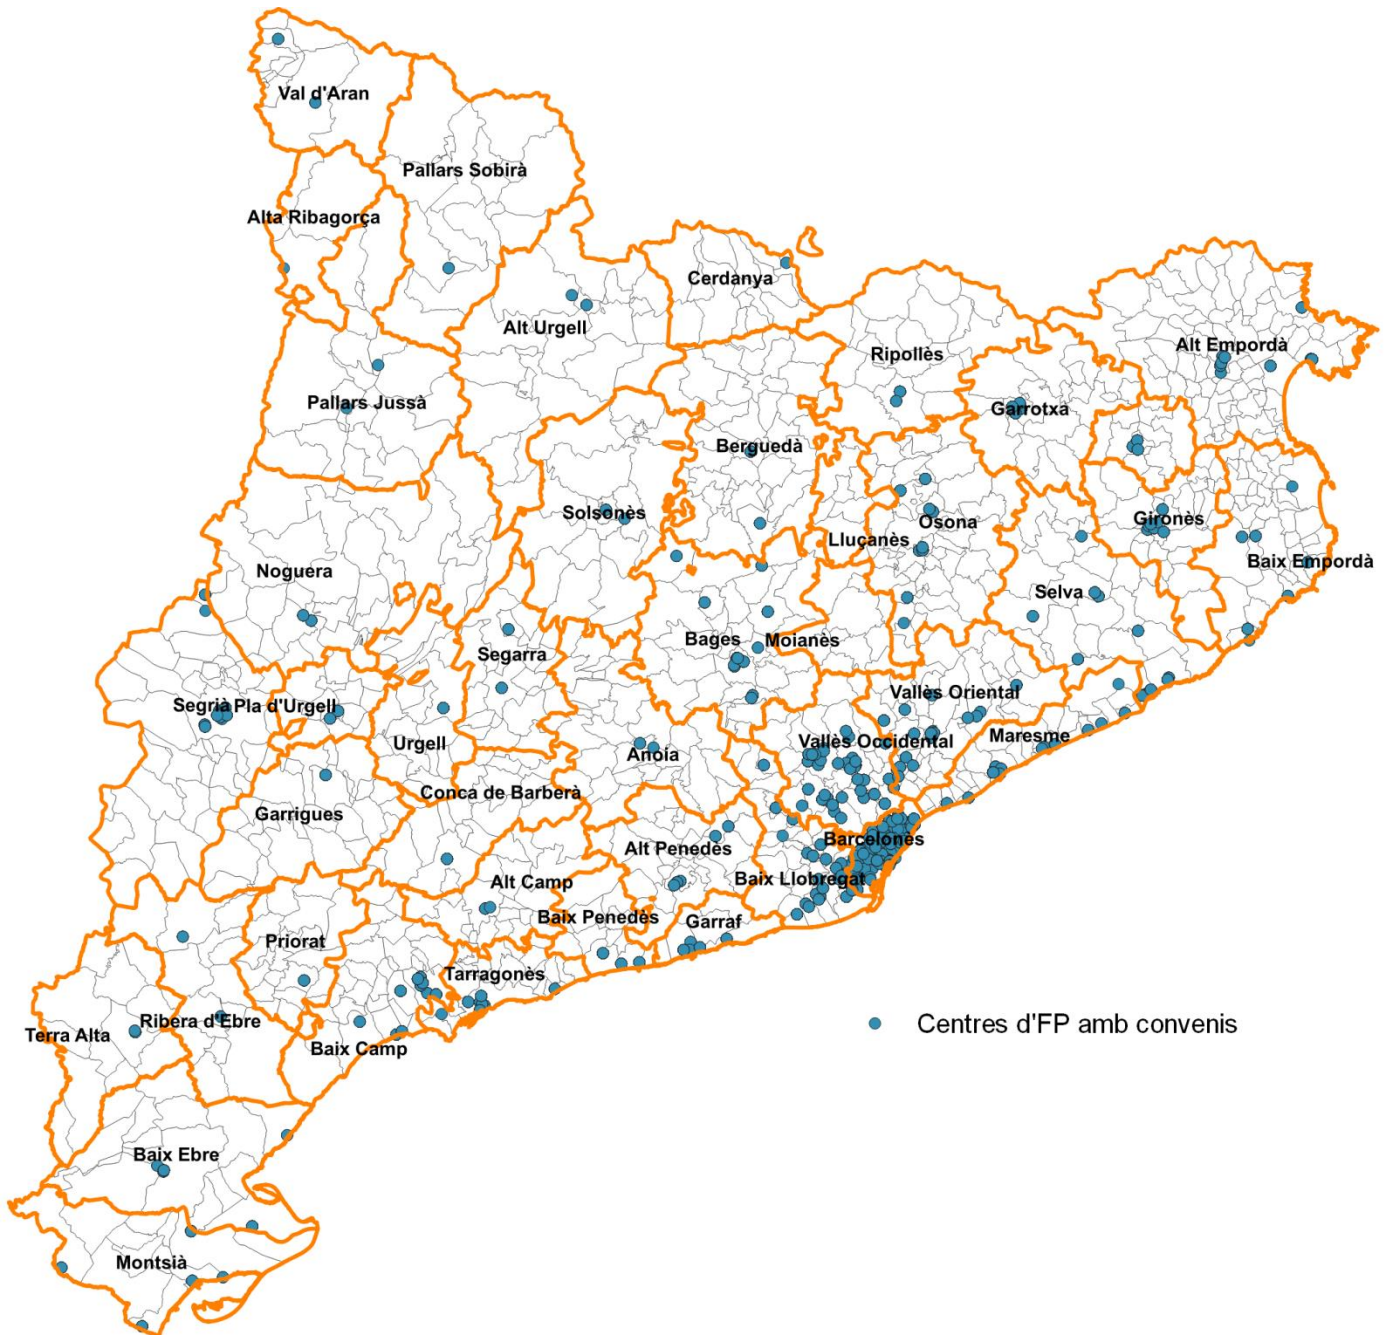 Val d'Aran
Pallars Sobirà
Alta Ribagorça
Cerdanya
Alt Urgell
Alt Empordà
Ripollès
Pallars Jussà
Garrotxa
Berguedà
Solsonès
Osona
Gironès
Lluçanès
Baix Empordà
Noguera
Selva
Bages
Moianès
Segarra
Vallès Oriental
Segrià
Pla d'Urgell
Maresme
Urgell
Vallès Occidental
Anoia
Conca de Barberà
Garrigues
Barcelonès
Alt Penedès
Baix Llobregat
Alt Camp
Baix Penedès
Garraf
Priorat
Tarragonès
Ribera d'Ebre
Centres d'FP amb convenis
Terra Alta
Baix Camp
Baix Ebre
Montsià